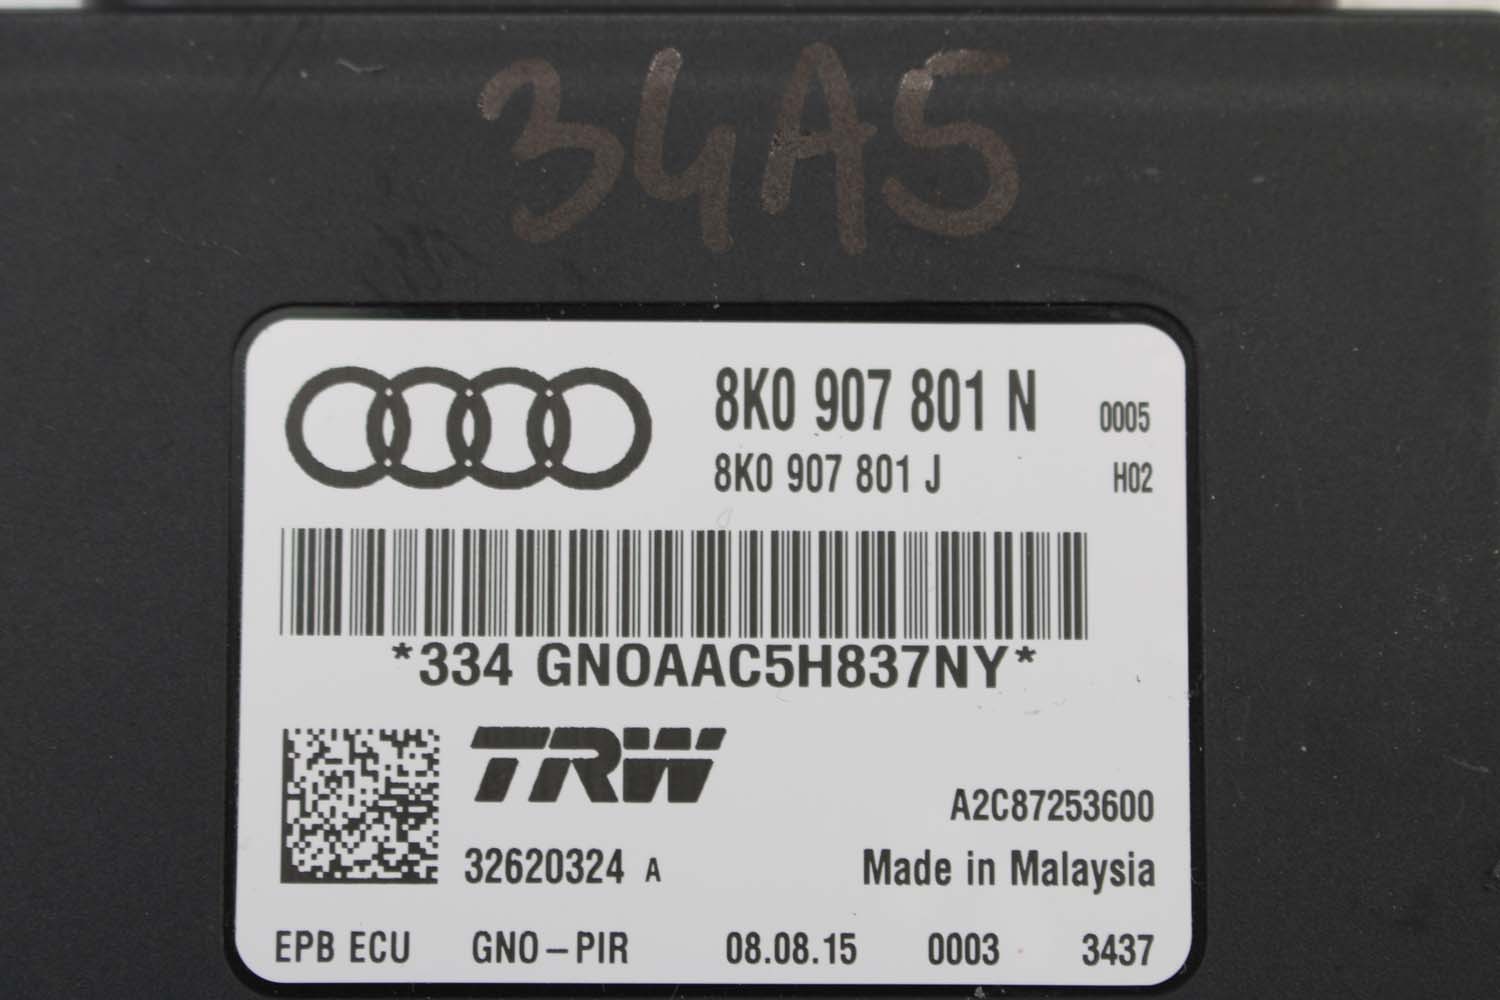 34A5
8K0 907 801 N 0005
8K0 907 801 J H02
*334 GNOAAC5H837NY*
TRW
A2C87253600
32620324 A Made in Malaysia
EPB ECU GNO-PIR 08.08.15 0003 3437